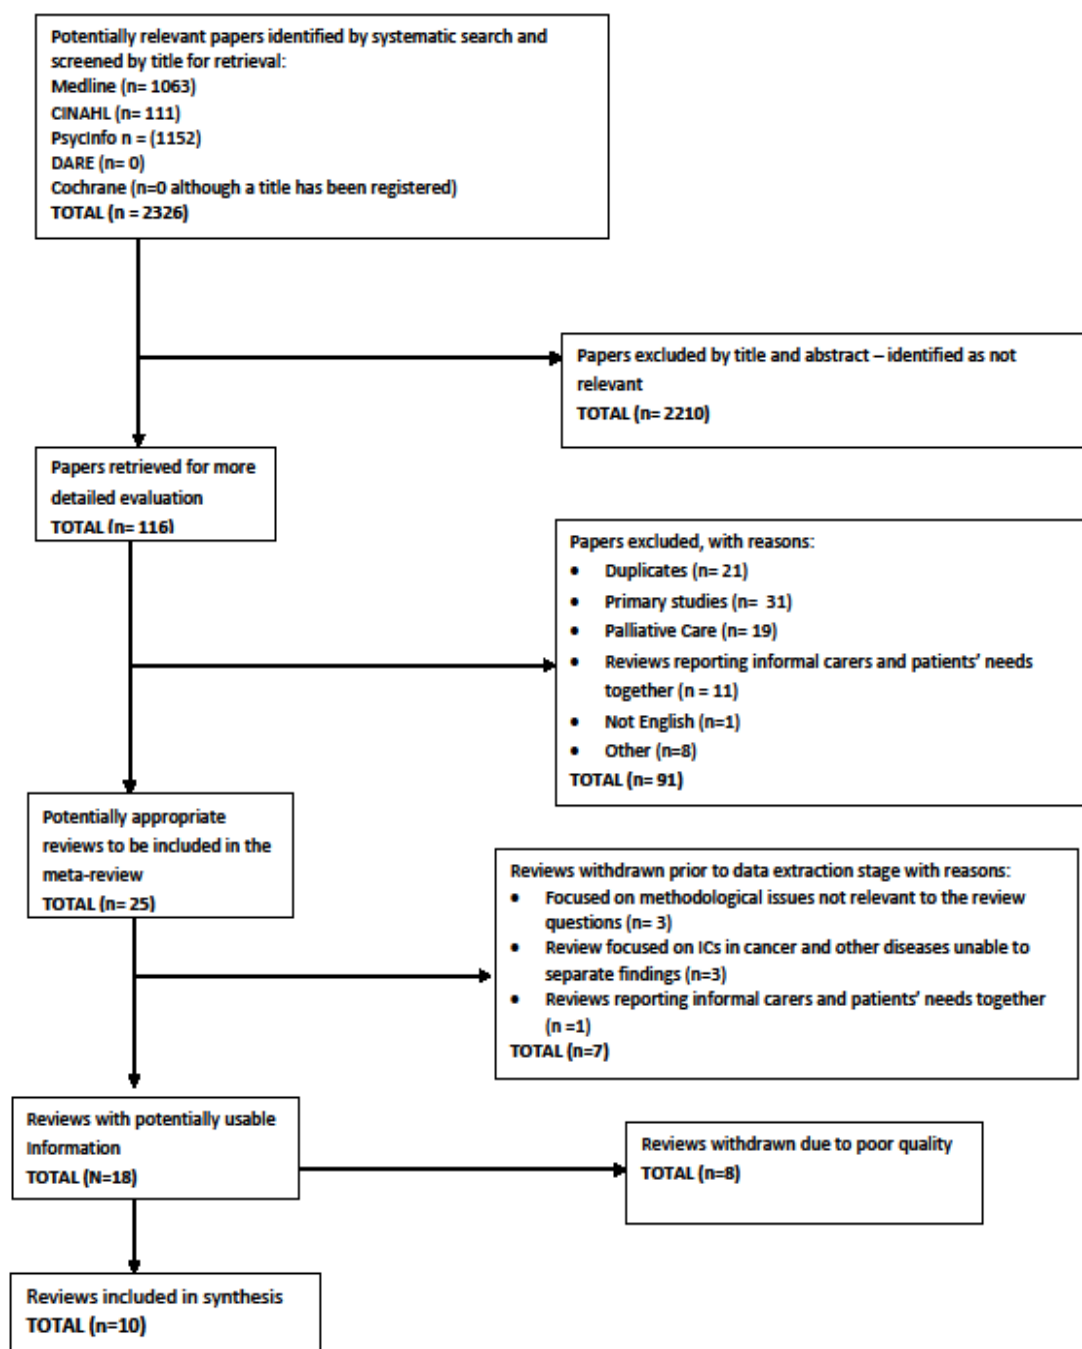 Potentially relevant papers identified by systematic search and
screened by title for retrieval:
Medline (n= 1063)
CINAHL (n= 111)
PsycInfo n = (1152)
DARE (n= 0)
Cochrane (n=0 although a title has been registered)
TOTAL (n = 2326)
Papers excluded by title and abstract – identified as not
relevant
TOTAL (n= 2210)
Papers retrieved for more
detailed evaluation
TOTAL (n= 116)
Papers excluded, with reasons:
• Duplicates (n= 21)
• Primary studies (n= 31)
• Palliative Care (n= 19)
• Reviews reporting informal carers and patients’ needs
together (n = 11)
• Not English (n=1)
• Other (n=8)
TOTAL (n= 91)
Potentially appropriate
reviews to be included in the
meta-review
TOTAL (n= 25)
Reviews withdrawn prior to data extraction stage with reasons:
• Focused on methodological issues not relevant to the review
questions (n= 3)
• Review focused on ICs in cancer and other diseases unable to
separate findings (n=3)
• Reviews reporting informal carers and patients’ needs together
(n =1)
TOTAL (n=7)
Reviews with potentially usable
Information
TOTAL (N=18)
Reviews withdrawn due to poor quality
TOTAL (n=8)
Reviews included in synthesis
TOTAL (n=10)